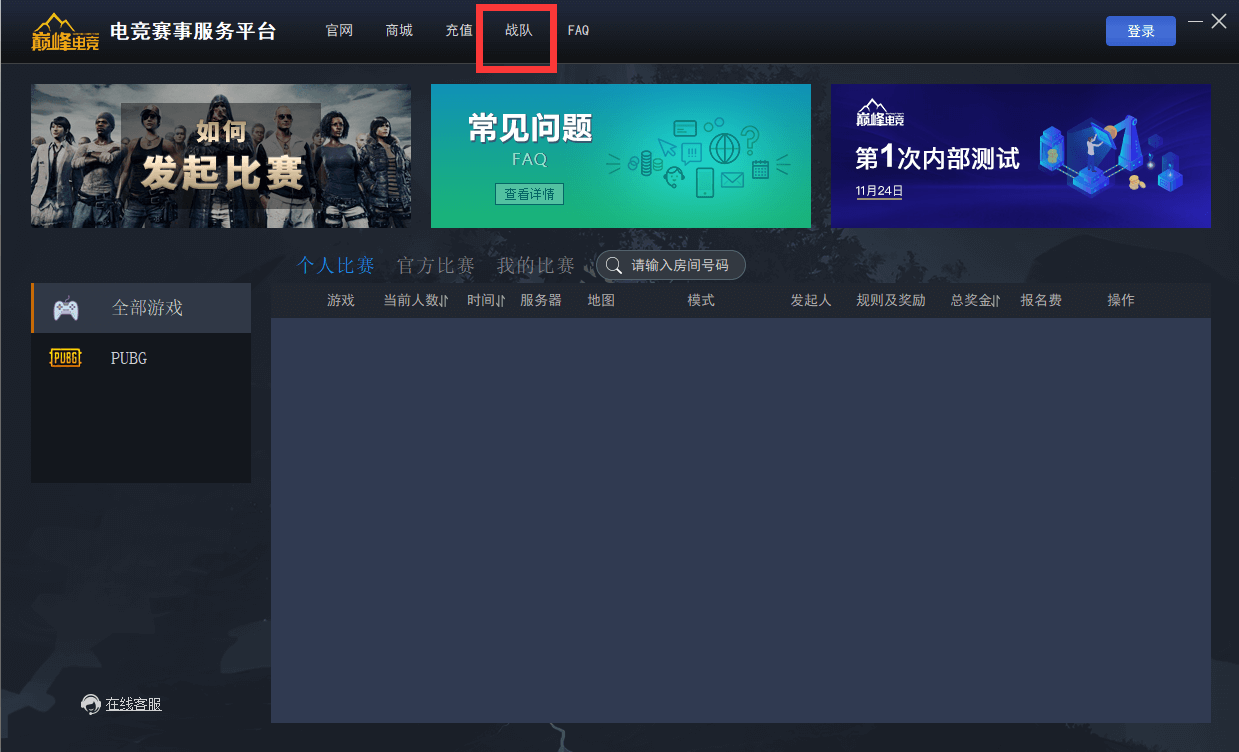 巅峰电竞 电竞赛事服务平台 官网 商城 充值 战队 FAQ 登录
如何
发起比赛
常见问题
FAQ
查看详情
巅峰电竞
第1次内部测试
11月24日
个人比赛 官方比赛 我的比赛 请输入房间号码
游戏 当前人数 时间 服务器 地图 模式 发起人 规则及奖励 总奖金 报名费 操作
全部游戏
PUBG PUBG
在线客服